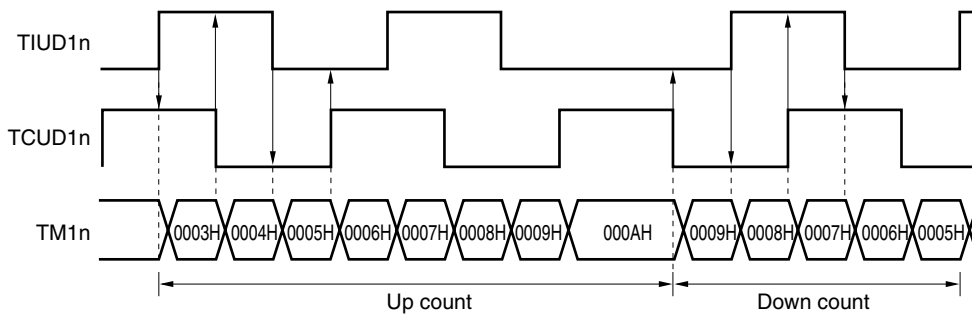 TIUD1n
TCUD1n
TM1n
0003H 0004H 0005H 0006H 0007H 0008H 0009H 000AH 0009H 0008H 0007H 0006H 0005H
Up count Down count